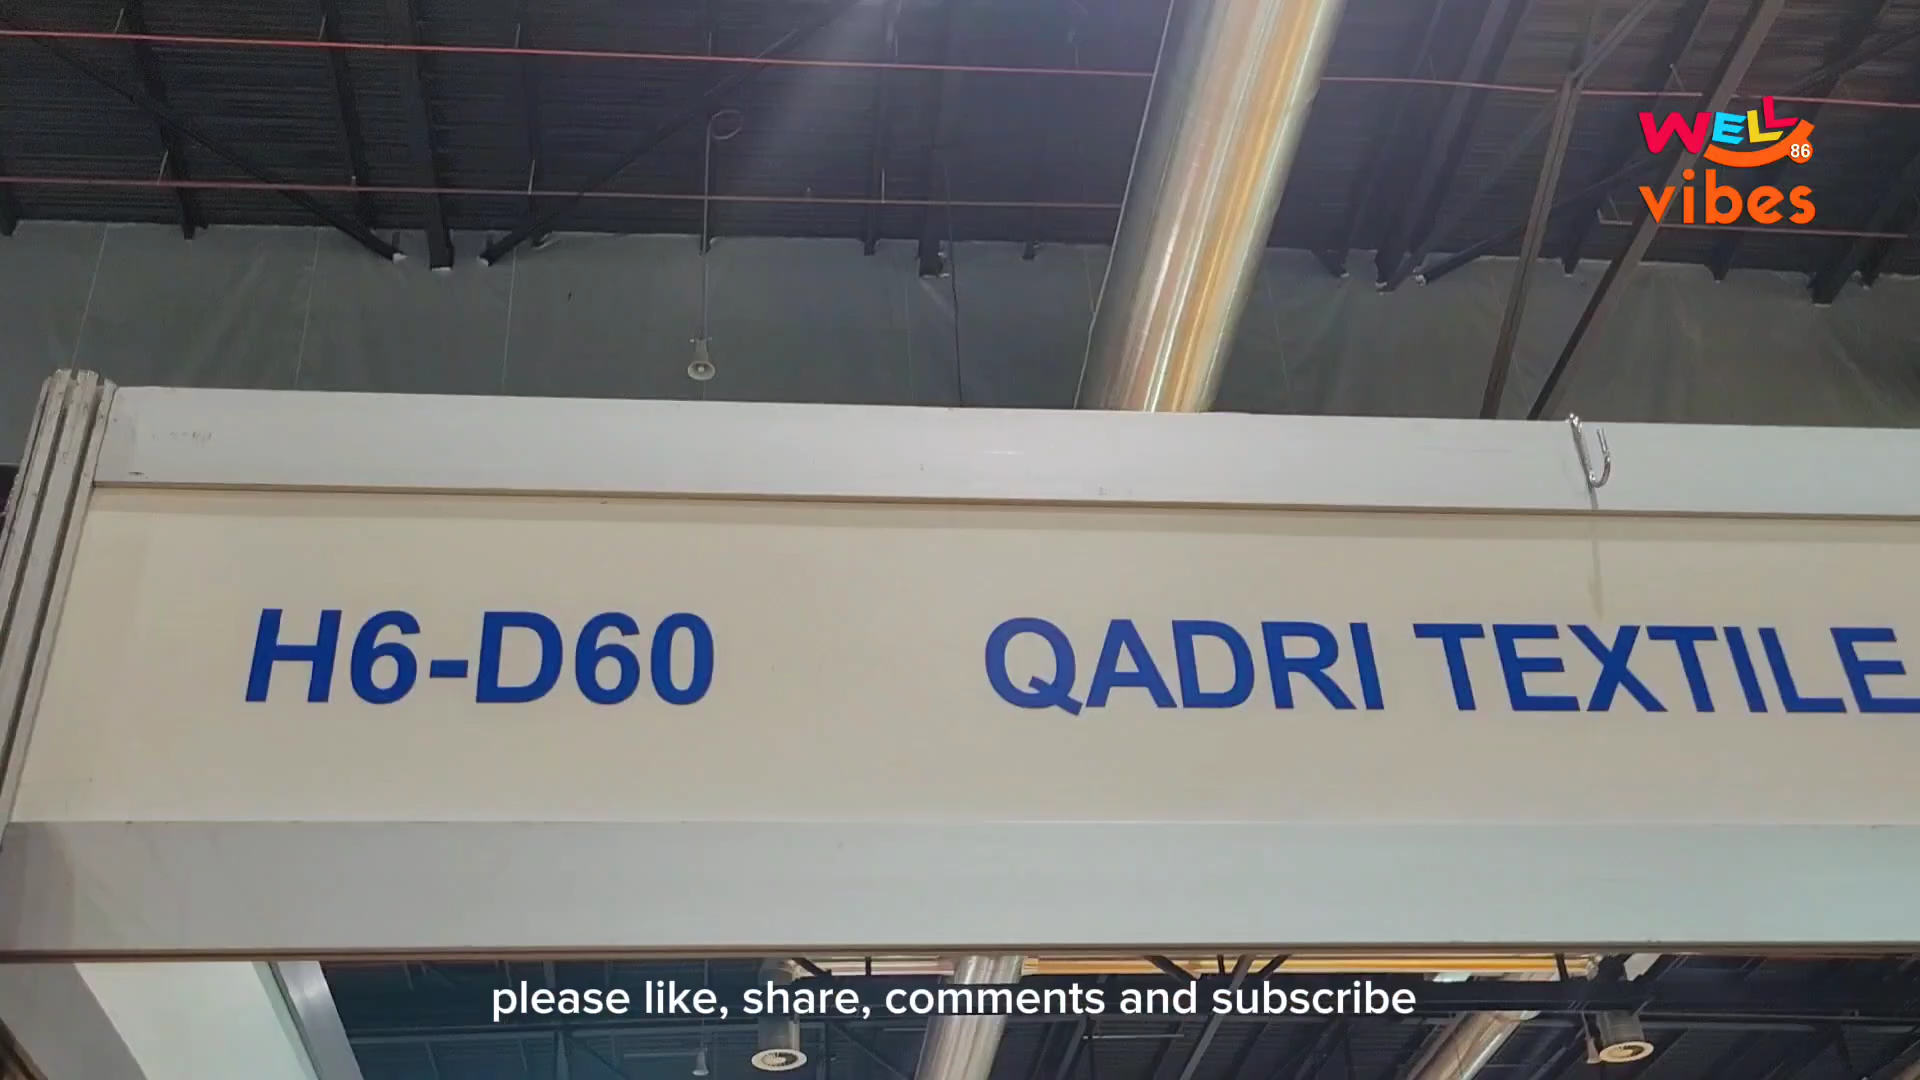 WELL
86
vibes
H6-D60 QADRI TEXTILE
please like, share, comments and subscribe